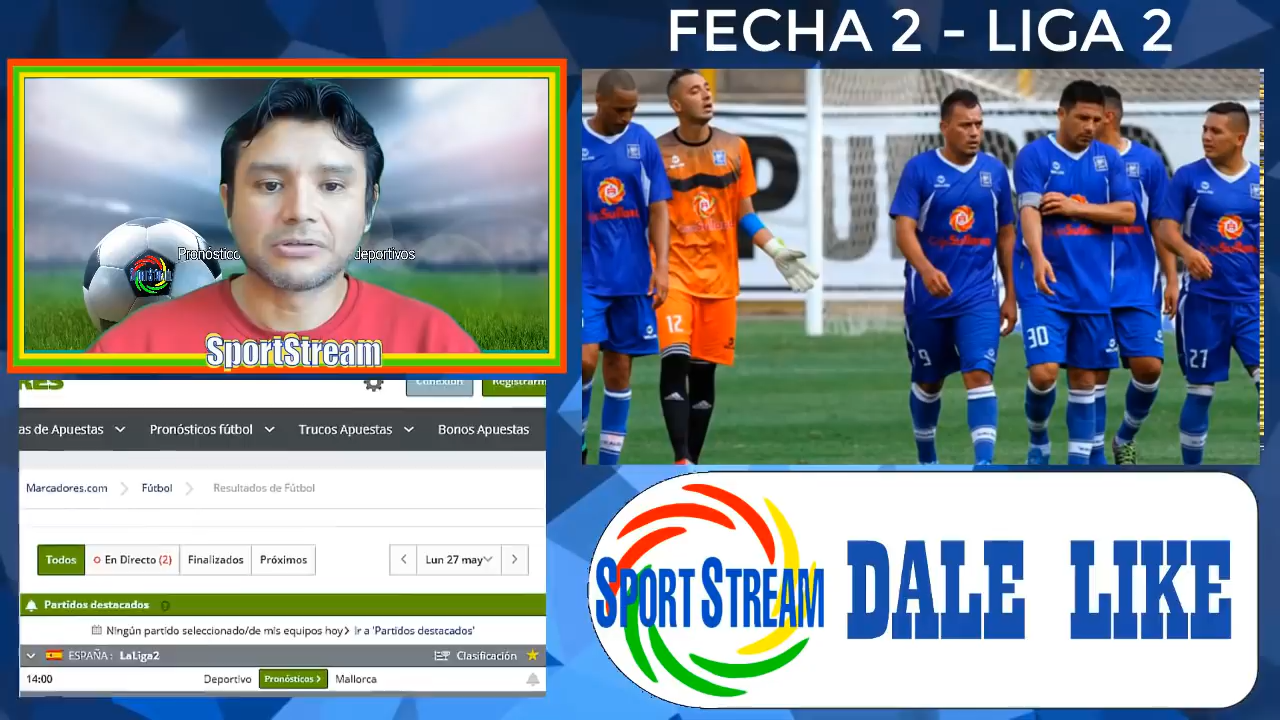 FECHA 2 - LIGA 2
Pronóstico deportivos
SPORTSTREAM
SportStream
Conexión
as de Apuestas
Pronósticos fútbol
Trucos Apuestas
Bonos Apuestas
Marcadores.com
Fútbol
Resultados de Fútbol
Todos
En Directo (2)
Finalizados
Próximos
Lun 27 may
Partidos destacados
Ningún partido seleccionado/de mis equipos hoy
Ir a 'Partidos destacados'
ESPAÑA: LaLiga2
Clasificación
14:00
Deportivo
Pronósticos
Mallorca
12
9
30
27
SPORT STREAM
DALE LIKE